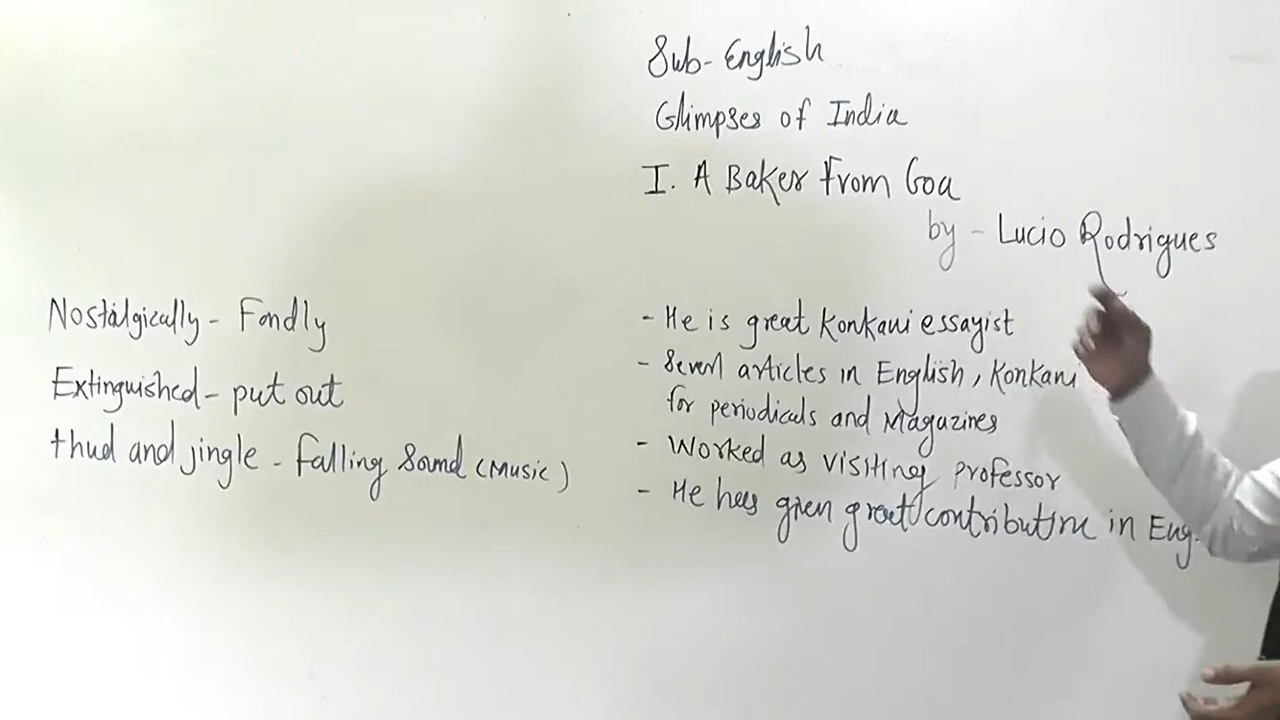 Sub- English
Glimpses of India
I. A Baker From Goa
by - Lucio Rodrigues
Nostalgically - Fondly
Extinguished - put out
thud and jingle - falling Sound (Music)
- He is great Konkani essayist
- Severl articles in English, Konkani
for periodicals and Magazines
- Worked as visiting professor
- He has given great contribution in Eng.